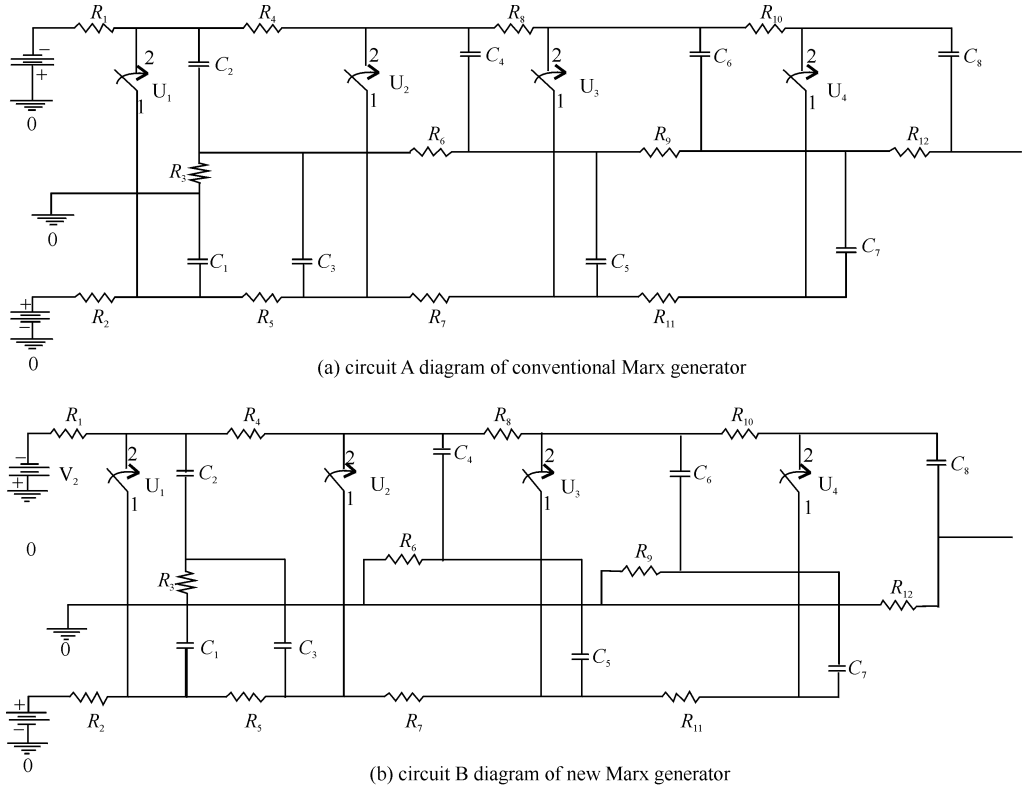 R1 R4 R8 R10
− 2 2 C4 2 C6 2 C8
+ C2
U1 U2 U3 U4
1 1 1 1
0
R6 R9 R12
R3
0
C1 C3 C5 C7
+
− R2 R5 R7 R11
0
(a) circuit A diagram of conventional Marx generator
R1 R4 R8 R10
− 2 2 C4 2 2 C8
V2 C2 C6
+ U1 U2 U3 U4
1 1 1 1
0 R6 R9
R3 R12
0 C1 C3 C5 C7
+
− R2 R5 R7 R11
0
(b) circuit B diagram of new Marx generator